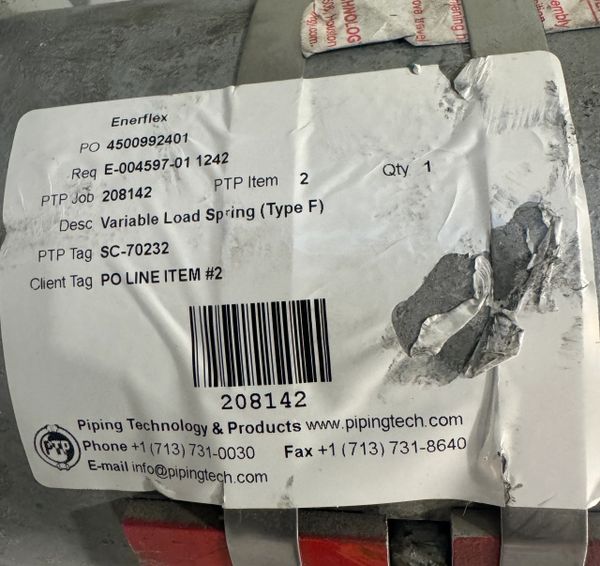 Enerflex
PO 4500992401
Req E-004597-01 1242
PTP Job 208142 PTP Item 2 Qty 1
Desc Variable Load Spring (Type F)
PTP Tag SC-70232
Client Tag PO LINE ITEM #2
208142
Piping Technology & Products www.pipingtech.com
PTP
Phone +1 (713) 731-0030 Fax +1 (713) 731-8640
E-mail info@pipingtech.com